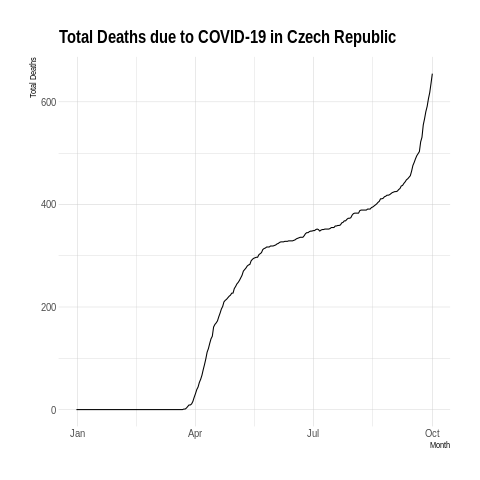 Total Deaths due to COVID-19 in Czech Republic
Total Deaths
600
400
200
0
Jan Apr Jul Oct
Month